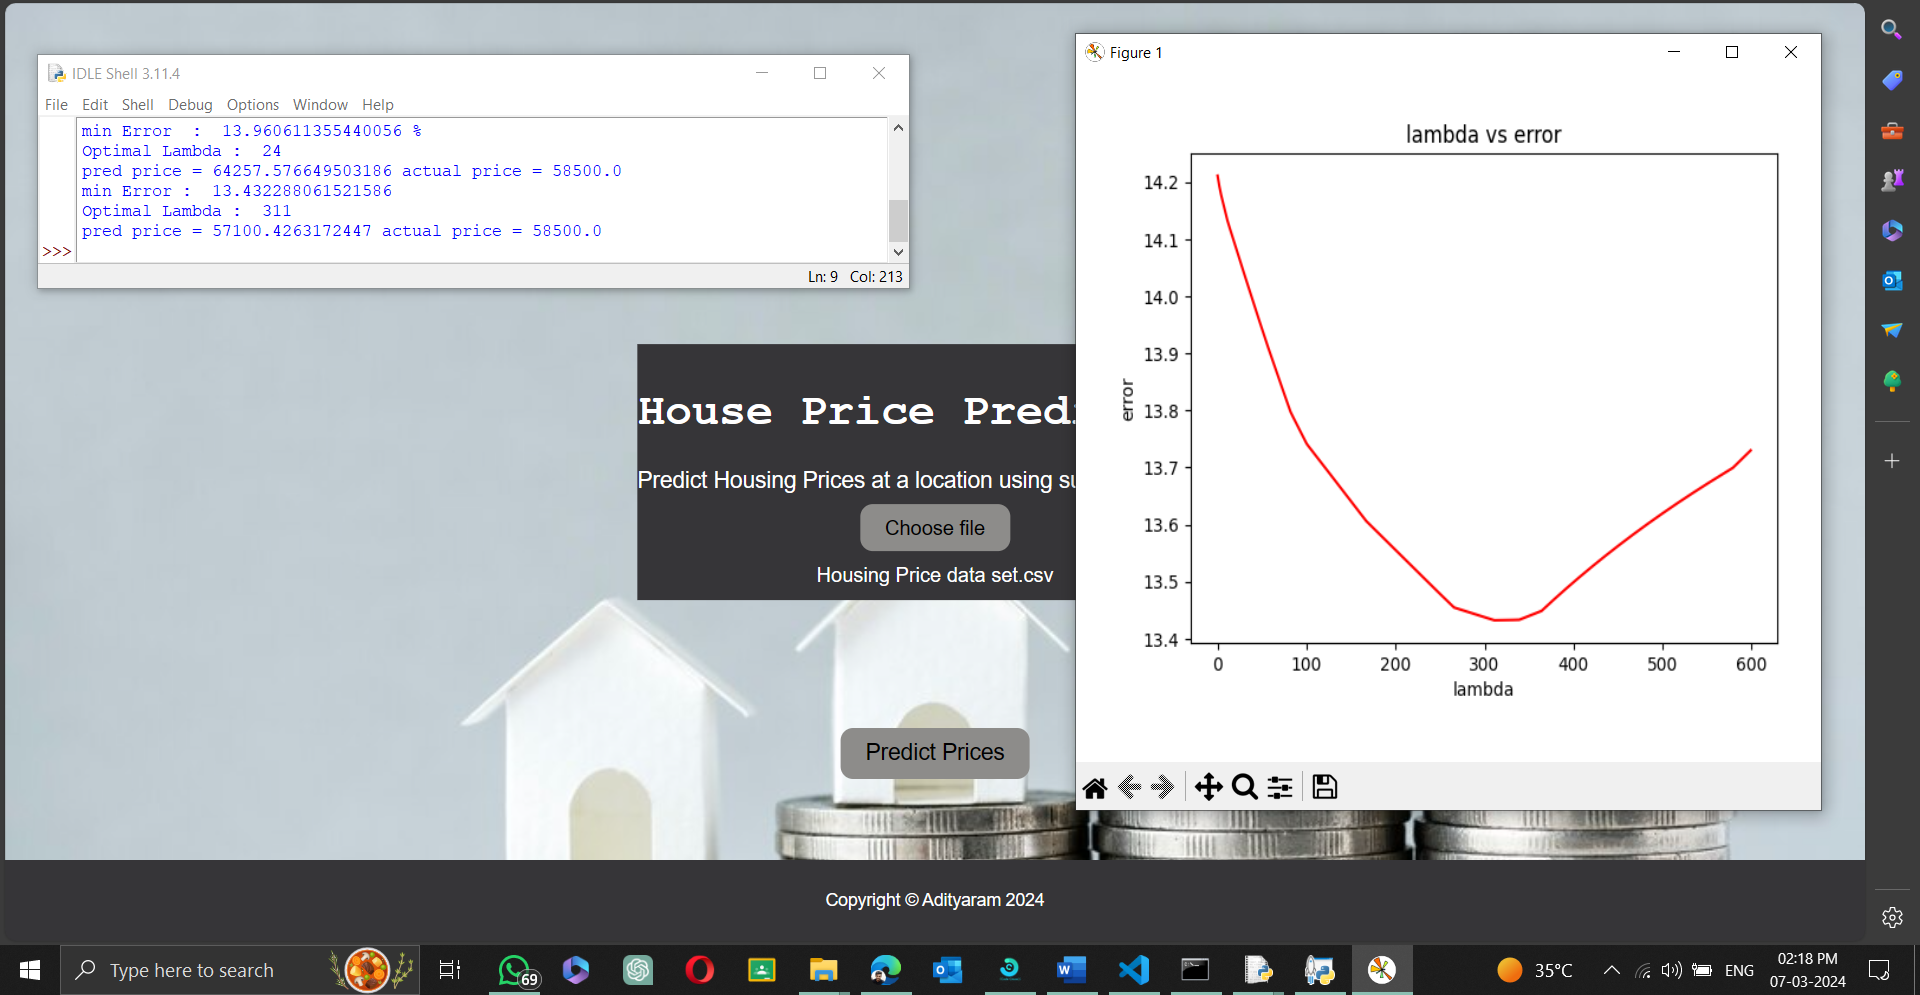 IDLE Shell 3.11.4
File Edit Shell Debug Options Window Help
min Error  :  13.960611355440056 %
Optimal Lambda :  24
pred price = 64257.576649503186 actual price = 58500.0
min Error :  13.432288061521586
Optimal Lambda :  311
pred price = 57100.4263172447 actual price = 58500.0
>>>
Ln: 9 Col: 213
House Price Pred
Predict Housing Prices at a location using su
Choose file
Housing Price data set.csv
Predict Prices
Copyright © Adityaram 2024
Figure 1
lambda vs error
error
14.2
14.1
14.0
13.9
13.8
13.7
13.6
13.5
13.4
0 100 200 300 400 500 600
lambda
Type here to search
69
35°C
ENG
02:18 PM
07-03-2024